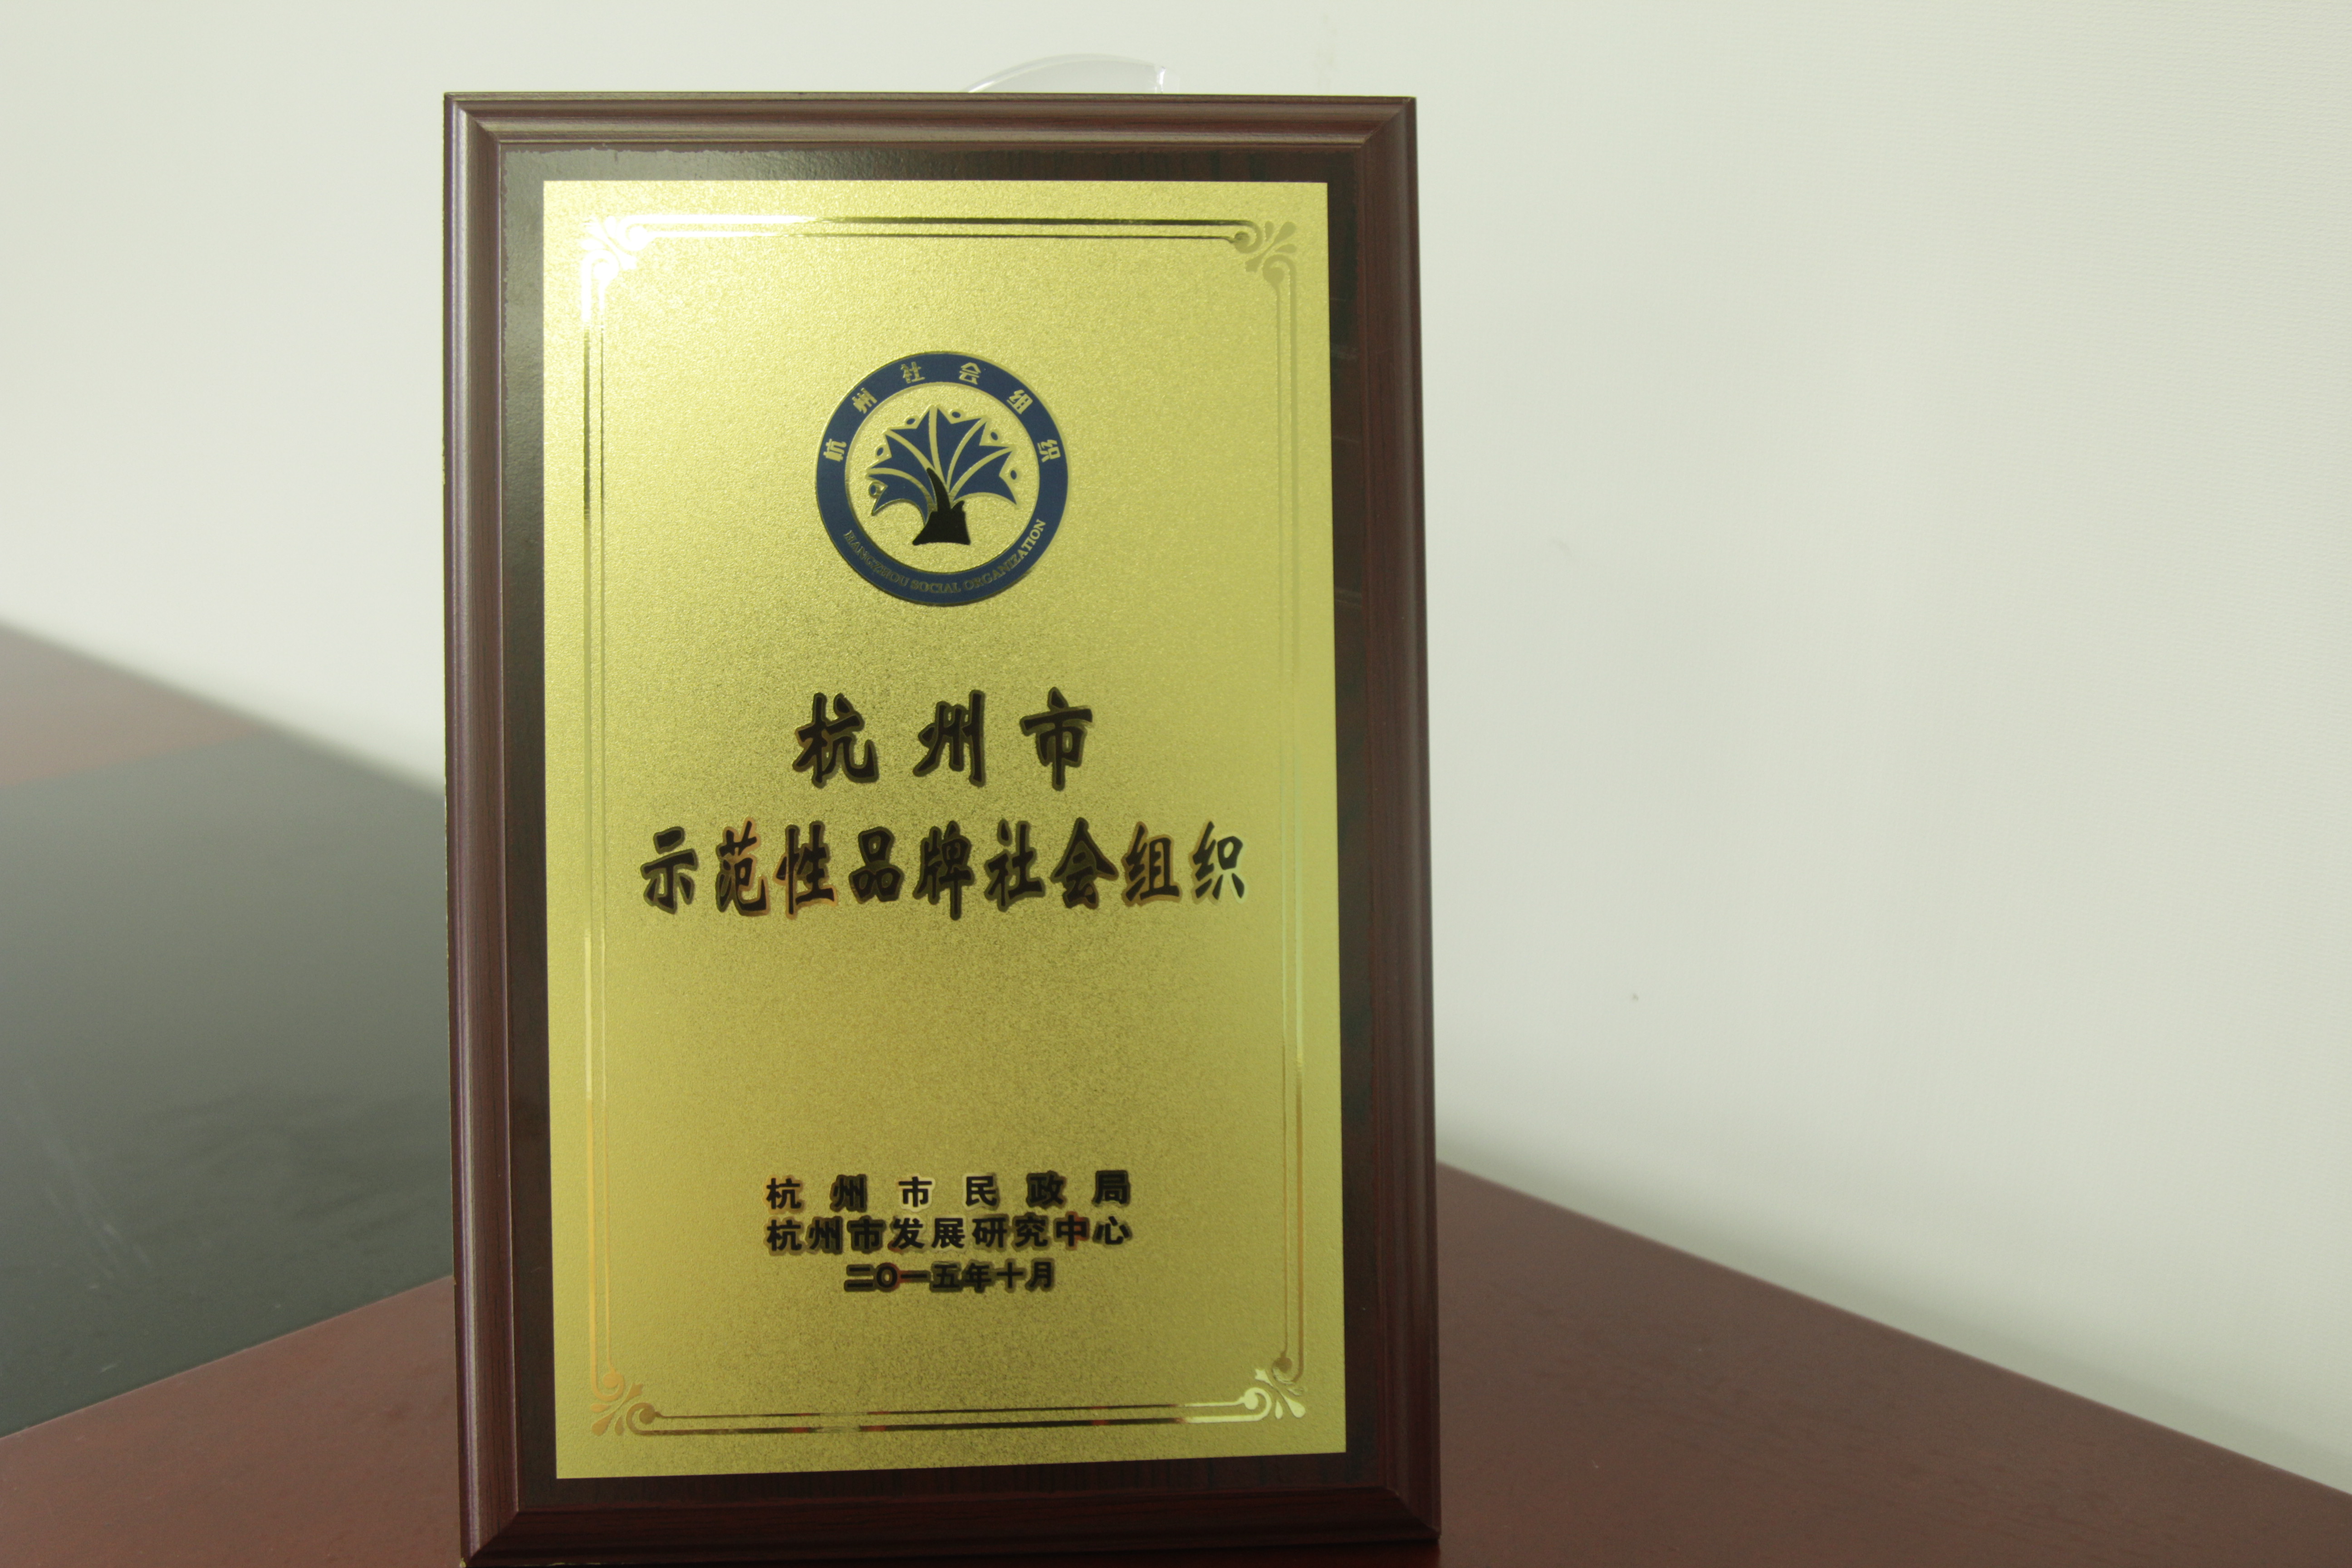 杭州社会组织
HANGZHOU SOCIAL ORGANIZATION
杭州市
示范性品牌社会组织
杭州市民政局
杭州市发展研究中心
二〇一五年十月